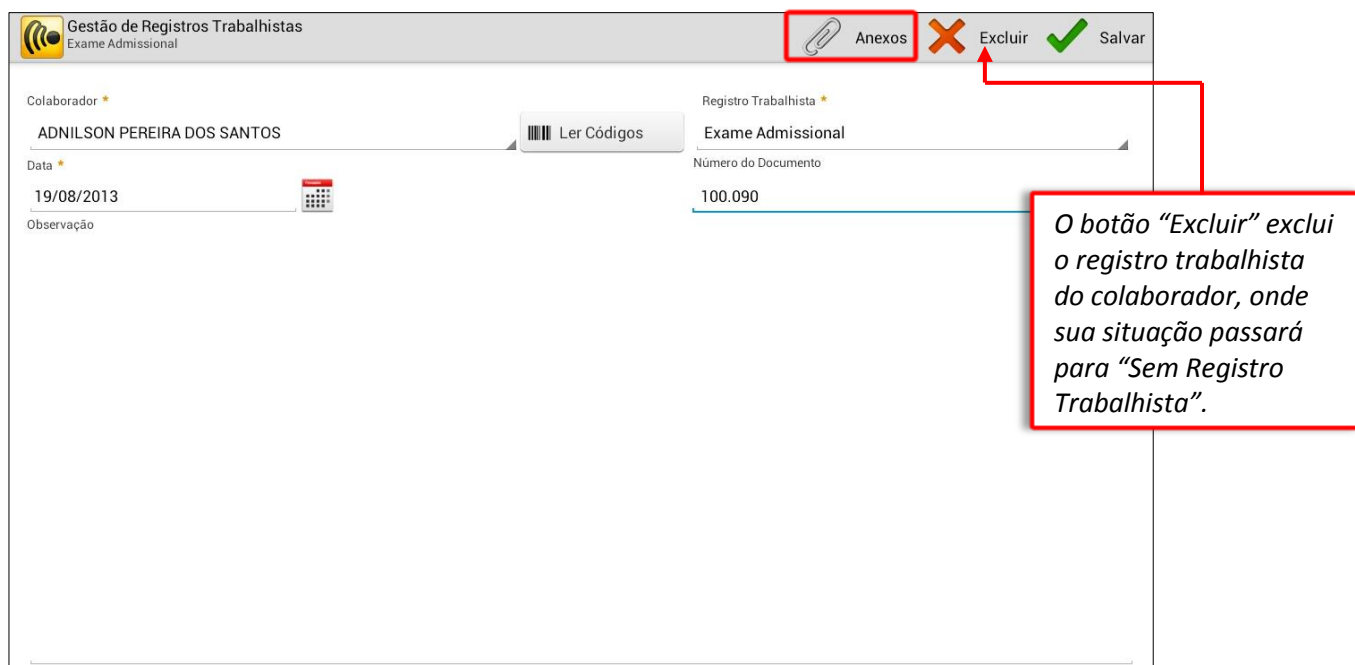 Gestão de Registros Trabalhistas
Exame Admissional
Anexos
Excluir
Salvar
Colaborador *
Registro Trabalhista *
ADNILSON PEREIRA DOS SANTOS
Ler Códigos
Exame Admissional
Data *
Número do Documento
19/08/2013
100.090
Observação
O botão “Excluir” exclui
o registro trabalhista
do colaborador, onde
sua situação passará
para “Sem Registro
Trabalhista”.